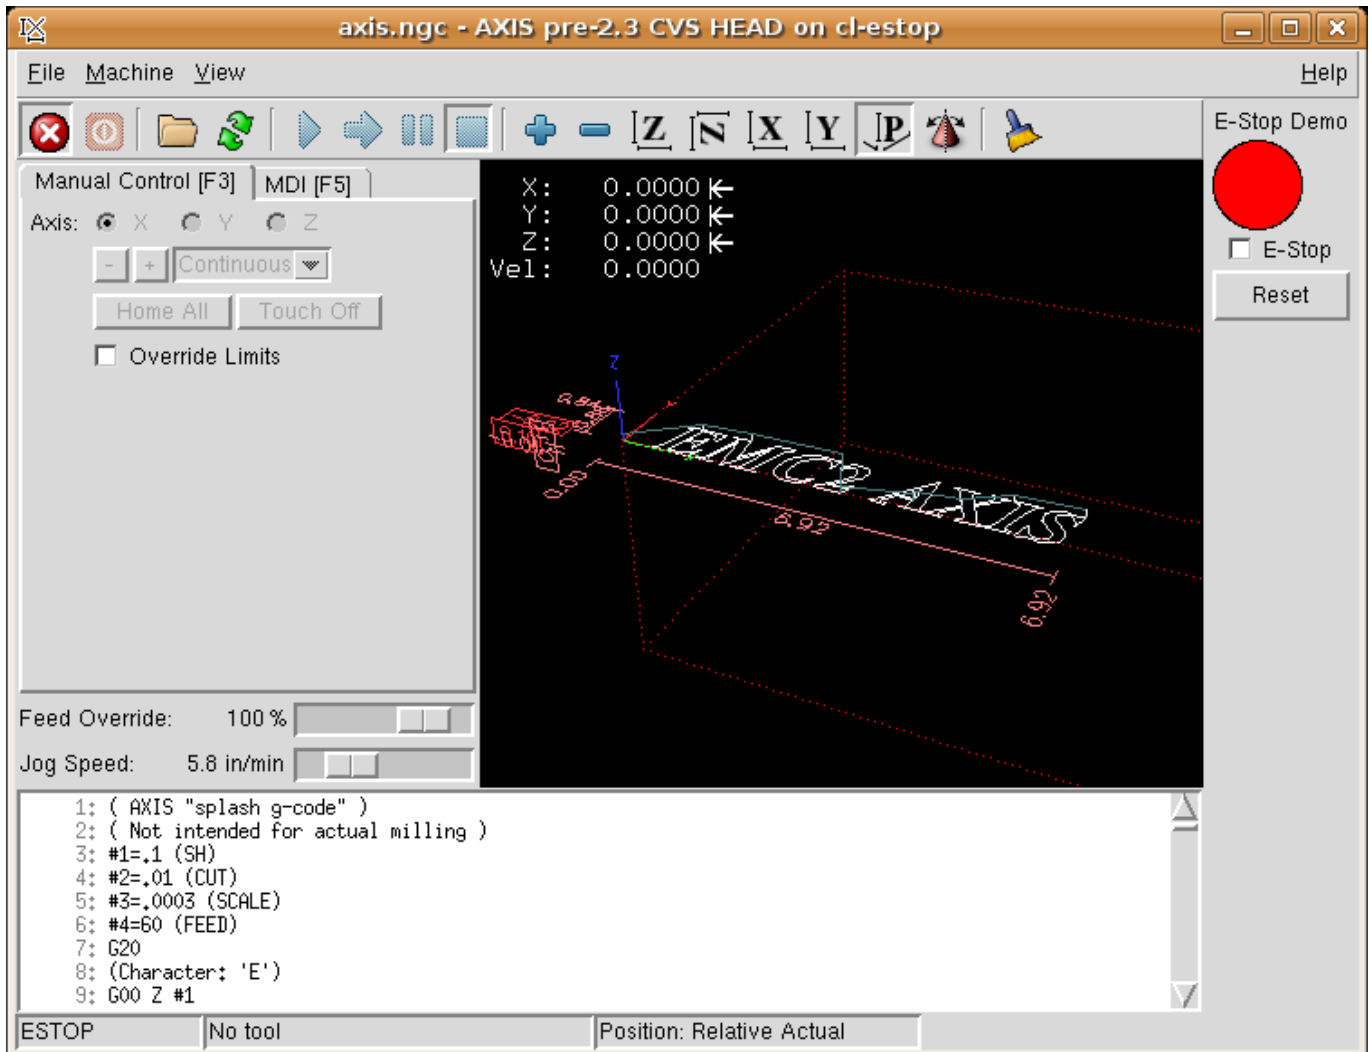 axis.ngc - AXIS pre-2.3 CVS HEAD on cl-estop
File Machine View Help
Z N X Y P
E-Stop Demo
E-Stop
Reset
Manual Control [F3] MDI [F5]
Axis: X Y Z
- + Continuous
Home All Touch Off
Override Limits
X: 0.0000
Y: 0.0000
Z: 0.0000
Vel: 0.0000
Z
0.00
6.92
6.92
EMC2 AXIS
Feed Override: 100 %
Jog Speed: 5.8 in/min
1: ( AXIS "splash g-code" )
2: ( Not intended for actual milling )
3: #1=.1 (SH)
4: #2=.01 (CUT)
5: #3=.0003 (SCALE)
6: #4=60 (FEED)
7: G20
8: (Character: 'E')
9: G00 Z #1
ESTOP No tool Position: Relative Actual